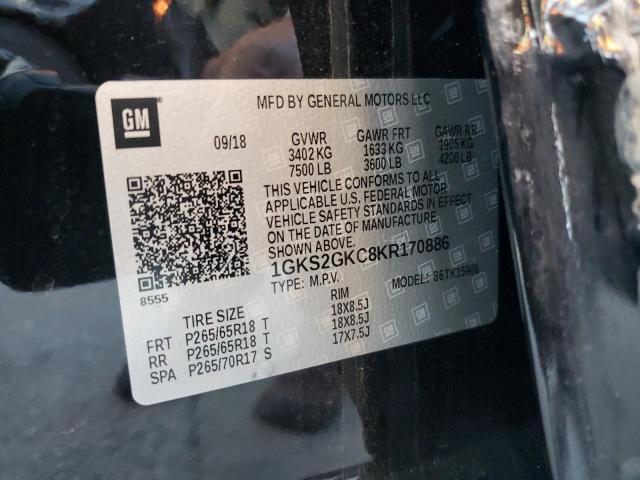 GM
MFD BY GENERAL MOTORS LLC
09/18 GVWR GAWR FRT GAWR RR
3402 KG 1633 KG 1905 KG
7500 LB 3600 LB 4200 LB
THIS VEHICLE CONFORMS TO ALL
APPLICABLE U.S. FEDERAL MOTOR
VEHICLE SAFETY STANDARDS IN EFFECT
ON THE DATE OF MANUFACTURE
1GKS2GKC8KR170886
TYPE: M.P.V. MODEL: 86TK15906
8555
TIRE SIZE RIM
FRT P265/65R18 T 18X8.5J
RR P265/65R18 T 18X8.5J
SPA P265/70R17 S 17X7.5J